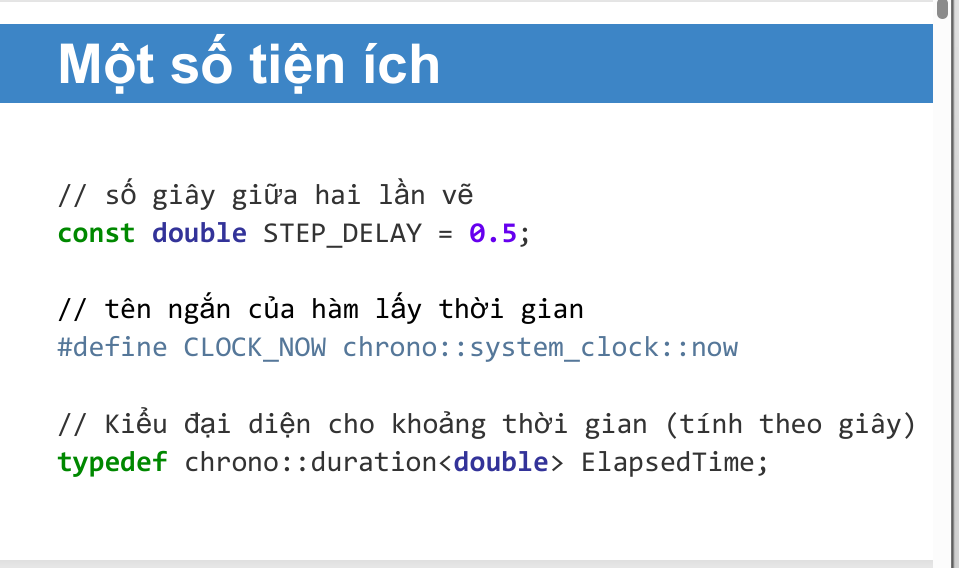 Một số tiện ích
// số giây giữa hai lần vẽ
const double STEP_DELAY = 0.5;
// tên ngắn của hàm lấy thời gian
#define CLOCK_NOW chrono::system_clock::now
// Kiểu đại diện cho khoảng thời gian (tính theo giây)
typedef chrono::duration<double> ElapsedTime;